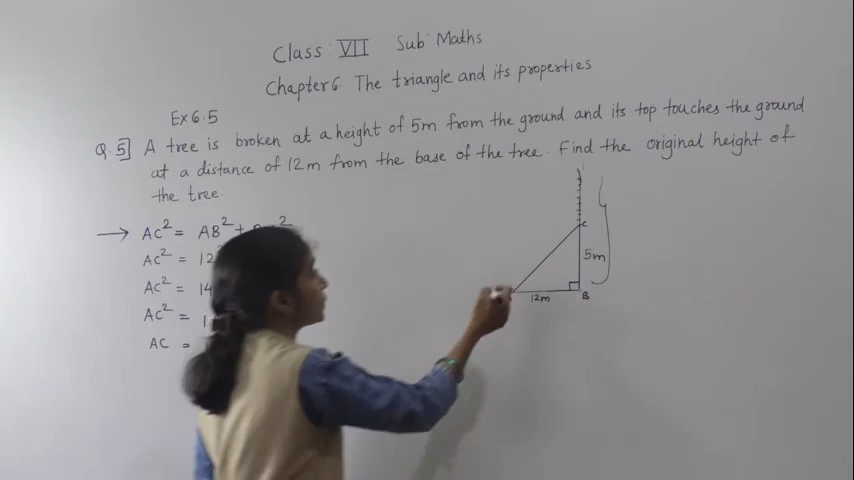 Class: VII Sub: Maths
Chapter 6 The triangle and its properties
Ex 6.5
Q.5] A tree is broken at a height of 5m from the ground and its top touches the ground
at a distance of 12m from the base of the tree. Find the original height of
the tree.
→ AC² = AB² + 2
AC² = 12
AC² = 14
AC² = 1
AC =
C
5m
12m
B